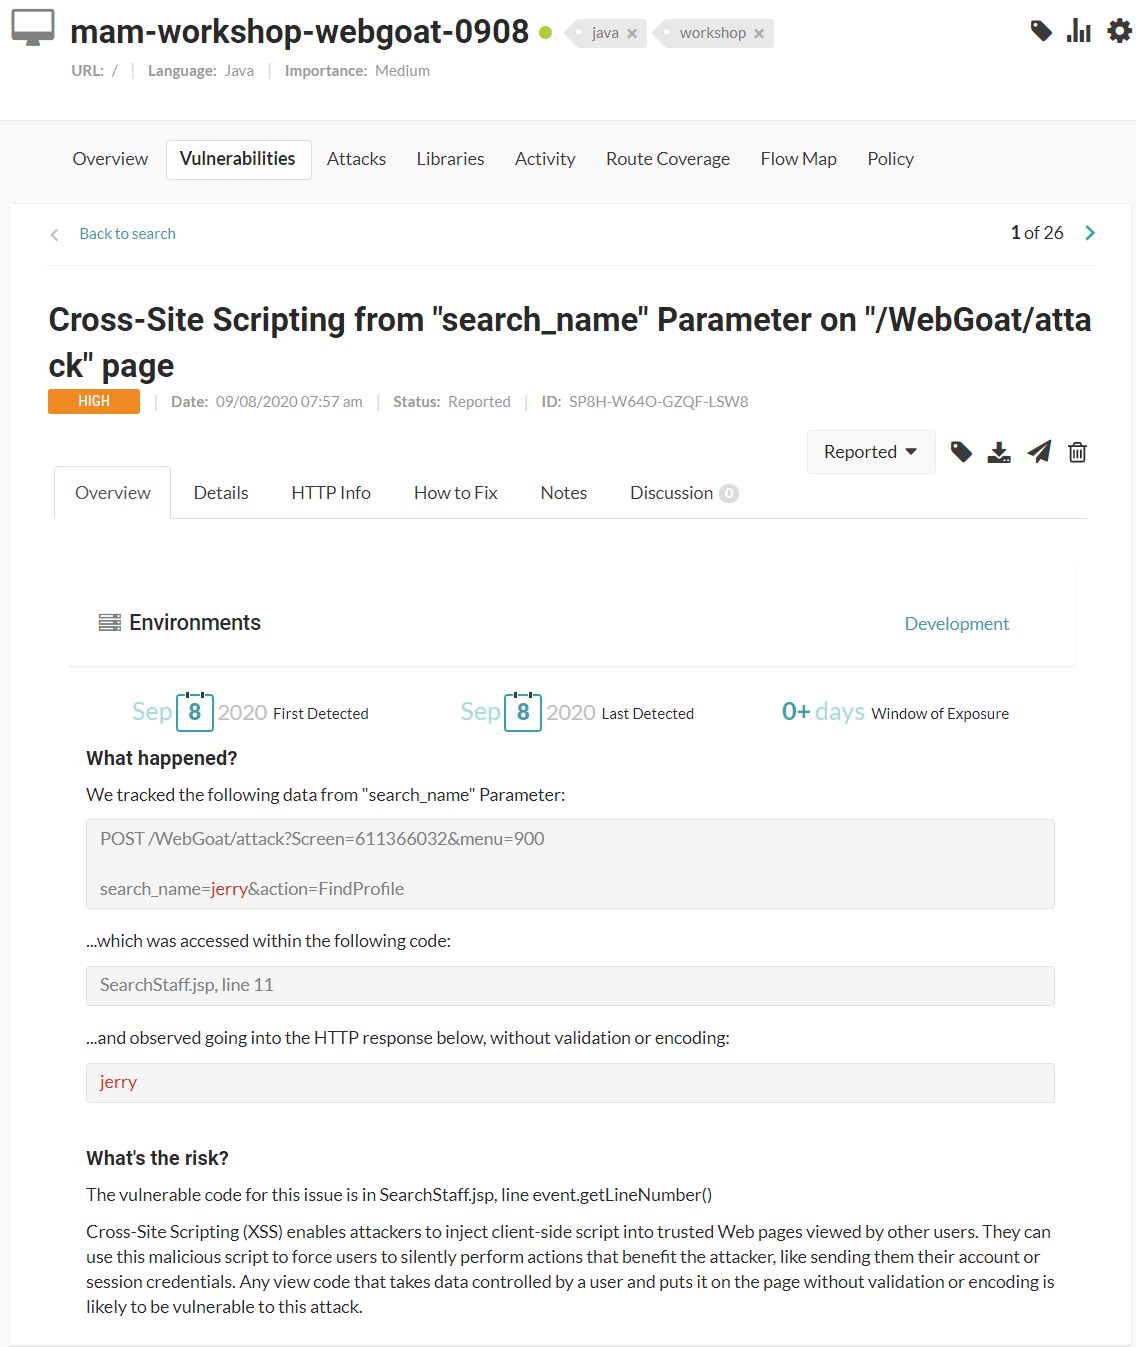 mam-workshop-webgoat-0908 java × workshop ×
URL: / | Language: Java | Importance: Medium
Overview Vulnerabilities Attacks Libraries Activity Route Coverage Flow Map Policy
Back to search 1 of 26
Cross-Site Scripting from "search_name" Parameter on "/WebGoat/atta
ck" page
HIGH | Date: 09/08/2020 07:57 am | Status: Reported | ID: SP8H-W64O-GZQF-LSW8
Reported
Overview Details HTTP Info How to Fix Notes Discussion 0
Environments Development
Sep 8 2020 First Detected Sep 8 2020 Last Detected 0+ days Window of Exposure
What happened?
We tracked the following data from "search_name" Parameter:
POST /WebGoat/attack?Screen=611366032&menu=900
search_name=jerry&action=FindProfile
...which was accessed within the following code:
SearchStaff.jsp, line 11
...and observed going into the HTTP response below, without validation or encoding:
jerry
What's the risk?
The vulnerable code for this issue is in SearchStaff.jsp, line event.getLineNumber()
Cross-Site Scripting (XSS) enables attackers to inject client-side script into trusted Web pages viewed by other users. They can
use this malicious script to force users to silently perform actions that benefit the attacker, like sending them their account or
session credentials. Any view code that takes data controlled by a user and puts it on the page without validation or encoding is
likely to be vulnerable to this attack.